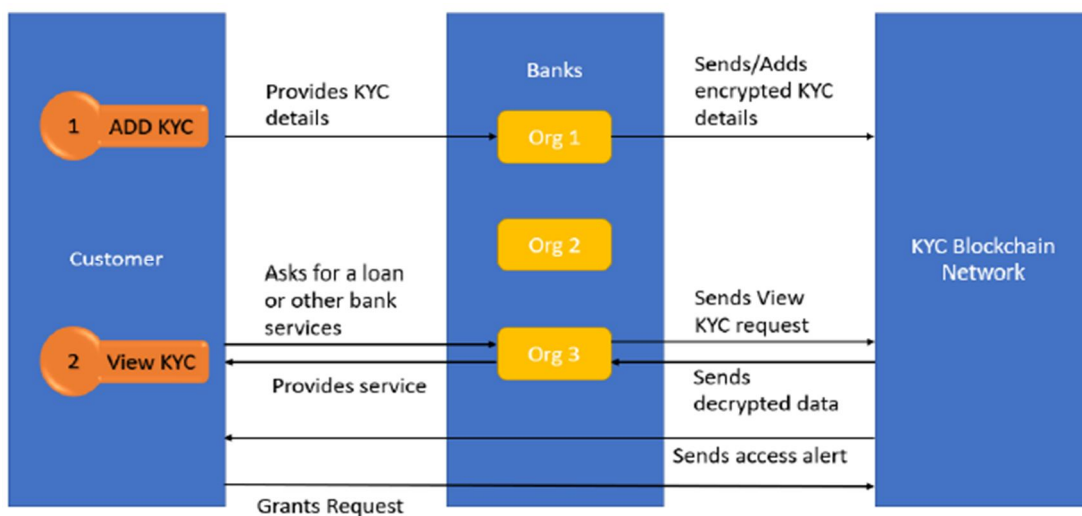 Banks
Provides KYC
details
Sends/Adds
encrypted KYC
details
1 ADD KYC
Org 1
Org 2
Customer
KYC Blockchain
Network
Asks for a loan
or other bank
services
Sends View
KYC request
2 View KYC
Org 3
Provides service
Sends
decrypted data
Sends access alert
Grants Request